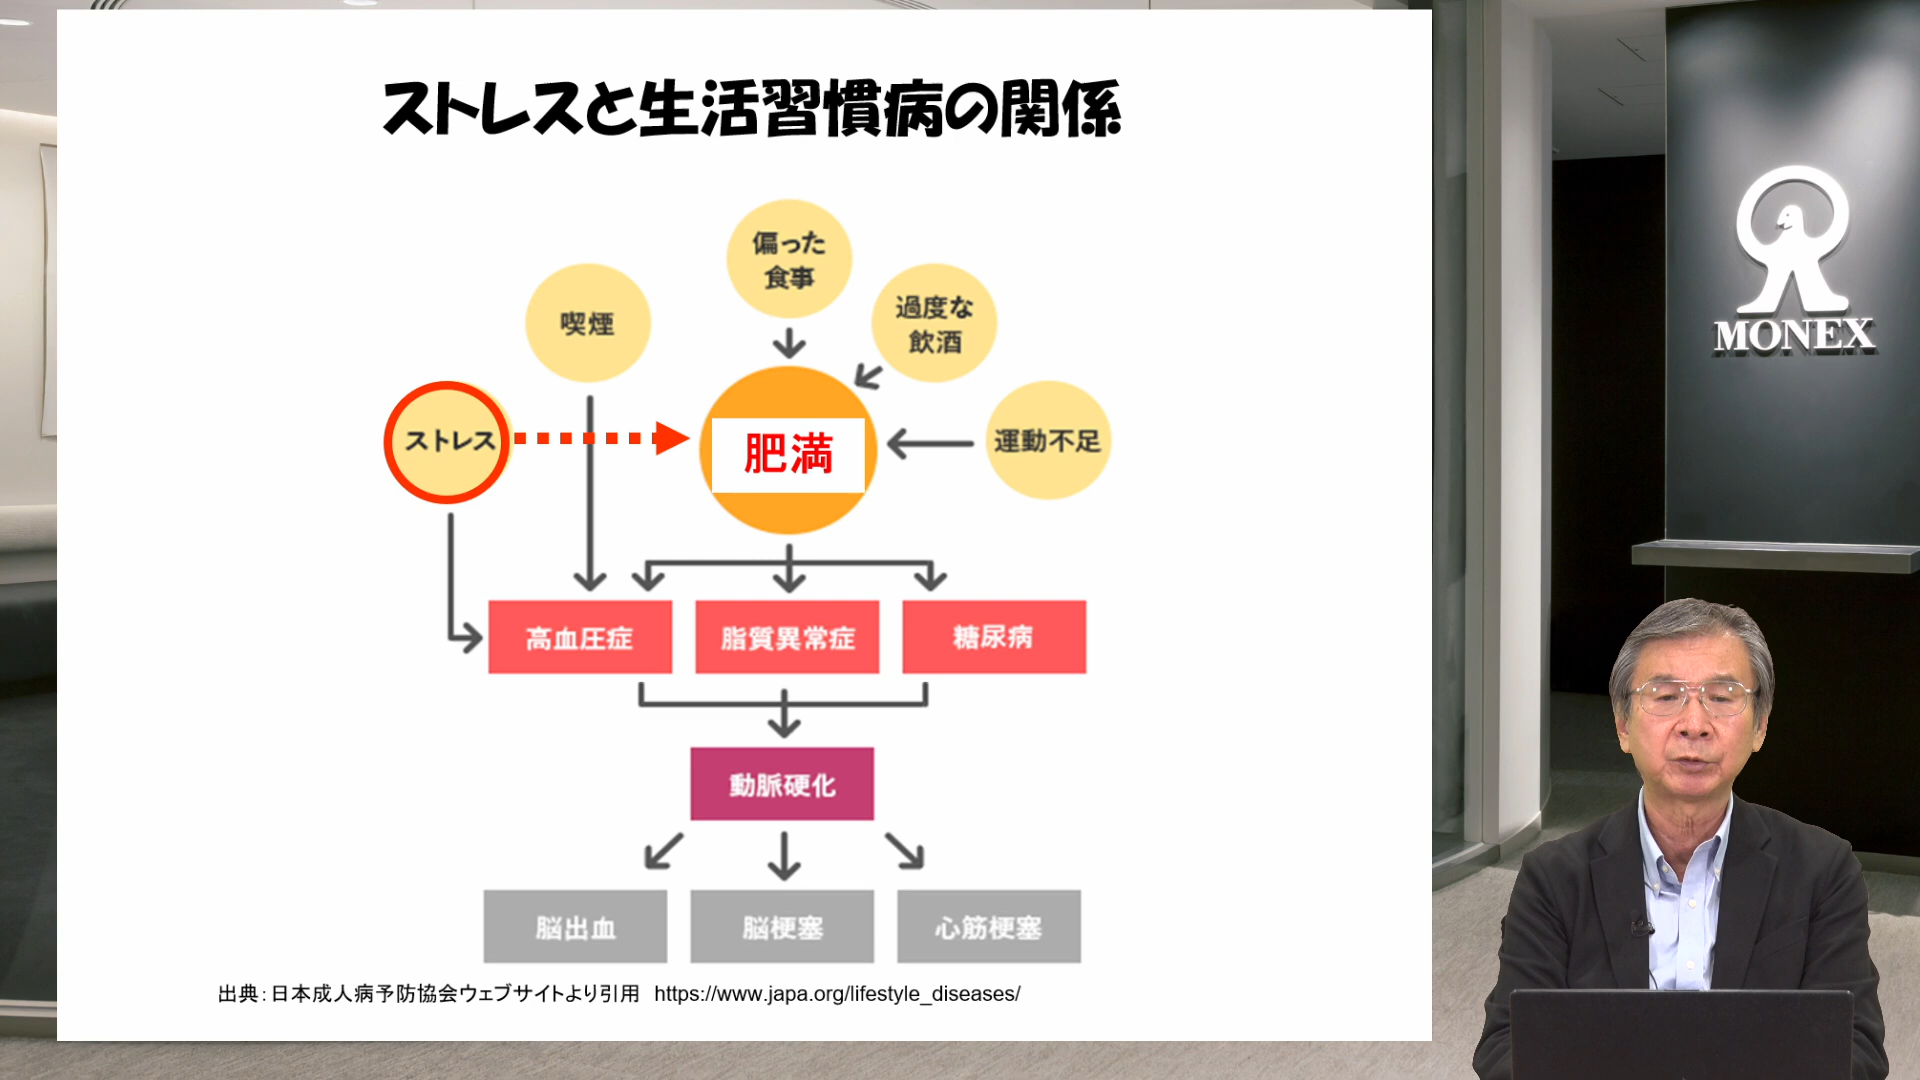 ストレスと生活習慣病の関係
偏った
食事
喫煙
過度な
飲酒
ストレス
肥満
運動不足
高血圧症
脂質異常症
糖尿病
動脈硬化
脳出血
脳梗塞
心筋梗塞
出典：日本成人病予防協会ウェブサイトより引用 https://www.japa.org/lifestyle_diseases/
MONEX